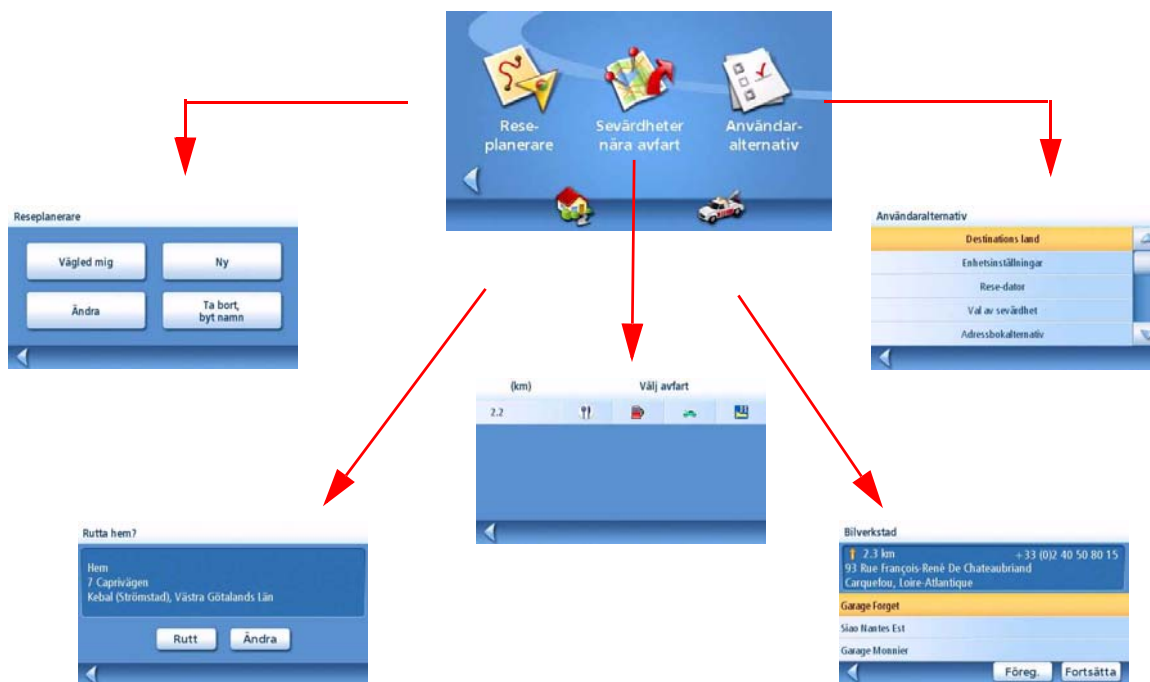 Rese-
planerare
Sevärdheter
nära avfart
Användar-
alternativ
Reseplanerare
Vägled mig
Ny
Ändra
Ta bort,
byt namn
Användaralternativ
Destinations land
Enhetsinställningar
Rese-dator
Val av sevärdhet
Adressbokalternativ
(km) Välj avfart
2.2
Rutta hem?
Hem
7 Caprivägen
Kebal (Strömstad), Västra Götalands Län
Rutt
Ändra
Bilverkstad
2.3 km +33 (0)2 40 50 80 15
93 Rue François-Renè De Chateaubriand
Carquefou, Loire-Atlantique
Garage Forget
Siao Nantes Est
Garage Monnier
Föreg.
Fortsätta